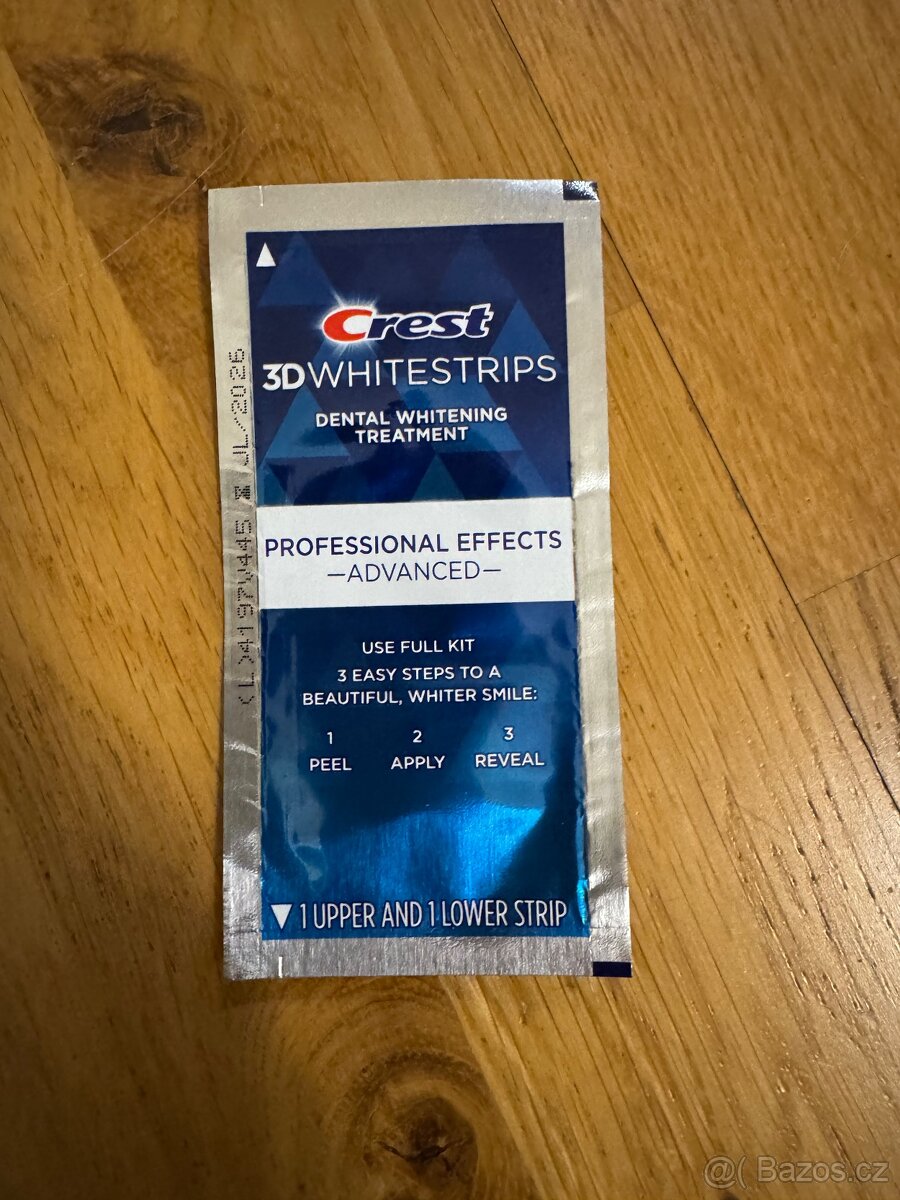 Crest
3DWHITESTRIPS
DENTAL WHITENING
TREATMENT
PROFESSIONAL EFFECTS
—ADVANCED—
USE FULL KIT
3 EASY STEPS TO A
BEAUTIFUL, WHITER SMILE:
1 2 3
PEEL APPLY REVEAL
1 UPPER AND 1 LOWER STRIP
JL/2026
@( Bazos.cz